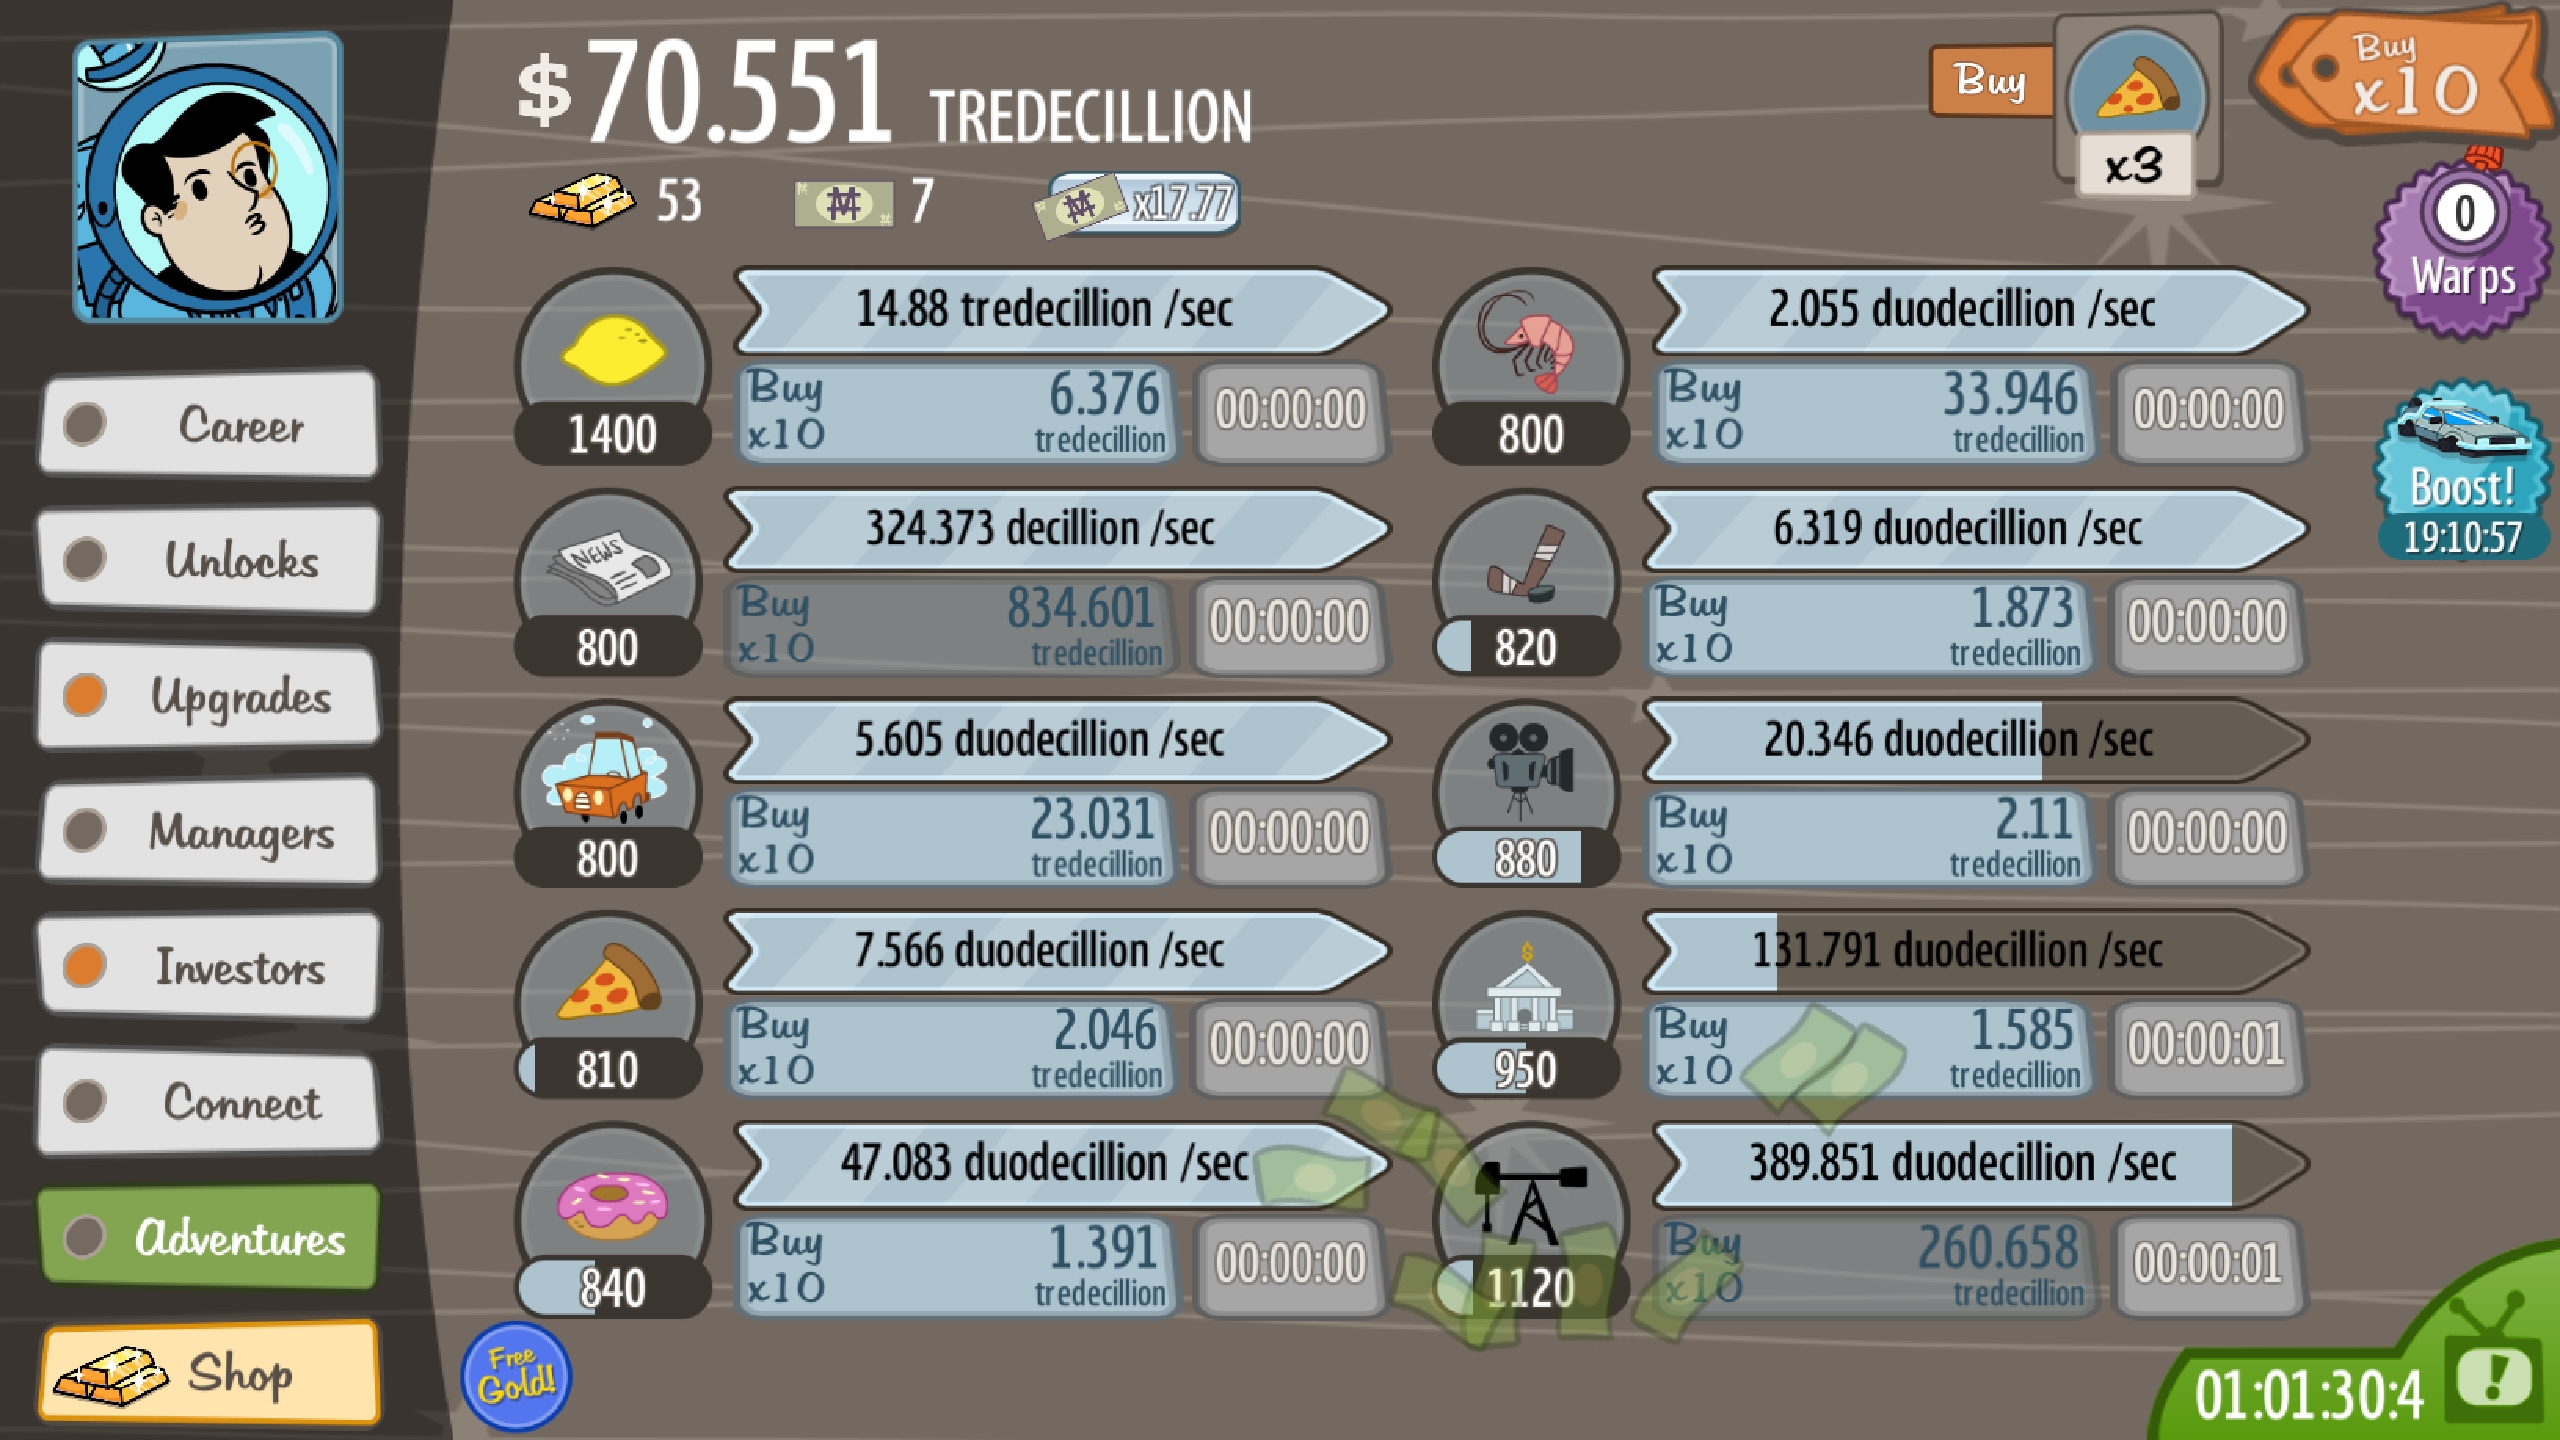 $70.551 TREDECILLION
53 7 x17.77
Buy
x3
Buy
x10
0
Warps
Boost!
19:10:57
Career
Unlocks
Upgrades
Managers
Investors
Connect
Adventures
Shop
14.88 tredecillion /sec
1400
Buy
x10
6.376
tredecillion
00:00:00
2.055 duodecillion /sec
800
Buy
x10
33.946
tredecillion
00:00:00
NEWS
324.373 decillion /sec
800
Buy
x10
834.601
tredecillion
00:00:00
6.319 duodecillion /sec
820
Buy
x10
1.873
tredecillion
00:00:00
5.605 duodecillion /sec
800
Buy
x10
23.031
tredecillion
00:00:00
20.346 duodecillion /sec
880
Buy
x10
2.11
tredecillion
00:00:00
7.566 duodecillion /sec
810
Buy
x10
2.046
tredecillion
00:00:00
$
131.791 duodecillion /sec
950
Buy
x10
1.585
tredecillion
00:00:01
47.083 duodecillion /sec
840
Buy
x10
1.391
tredecillion
00:00:00
389.851 duodecillion /sec
1120
Buy
x10
260.658
tredecillion
00:00:01
Free
Gold!
01:01:30:4
!